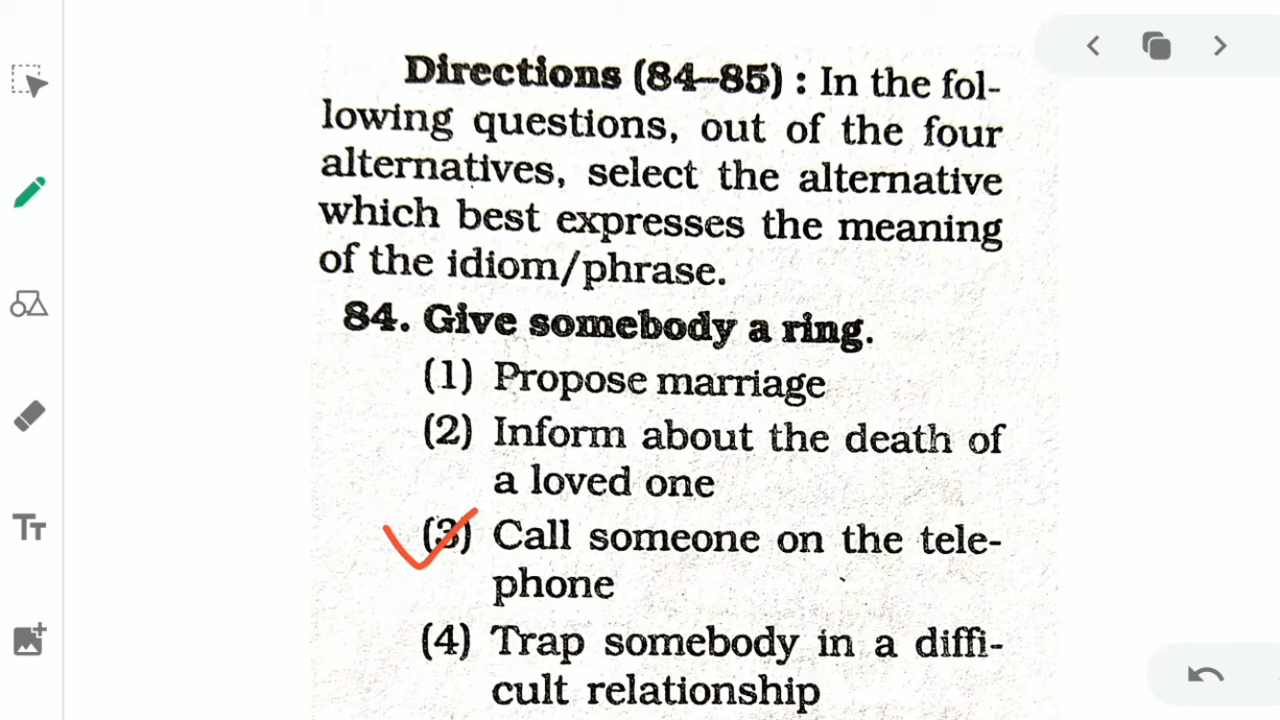 Directions (84–85) : In the fol-
lowing questions, out of the four
alternatives, select the alternative
which best expresses the meaning
of the idiom/phrase.
84. Give somebody a ring.
(1) Propose marriage
(2) Inform about the death of
a loved one
(3) Call someone on the tele-
phone
(4) Trap somebody in a diffi-
cult relationship
TT